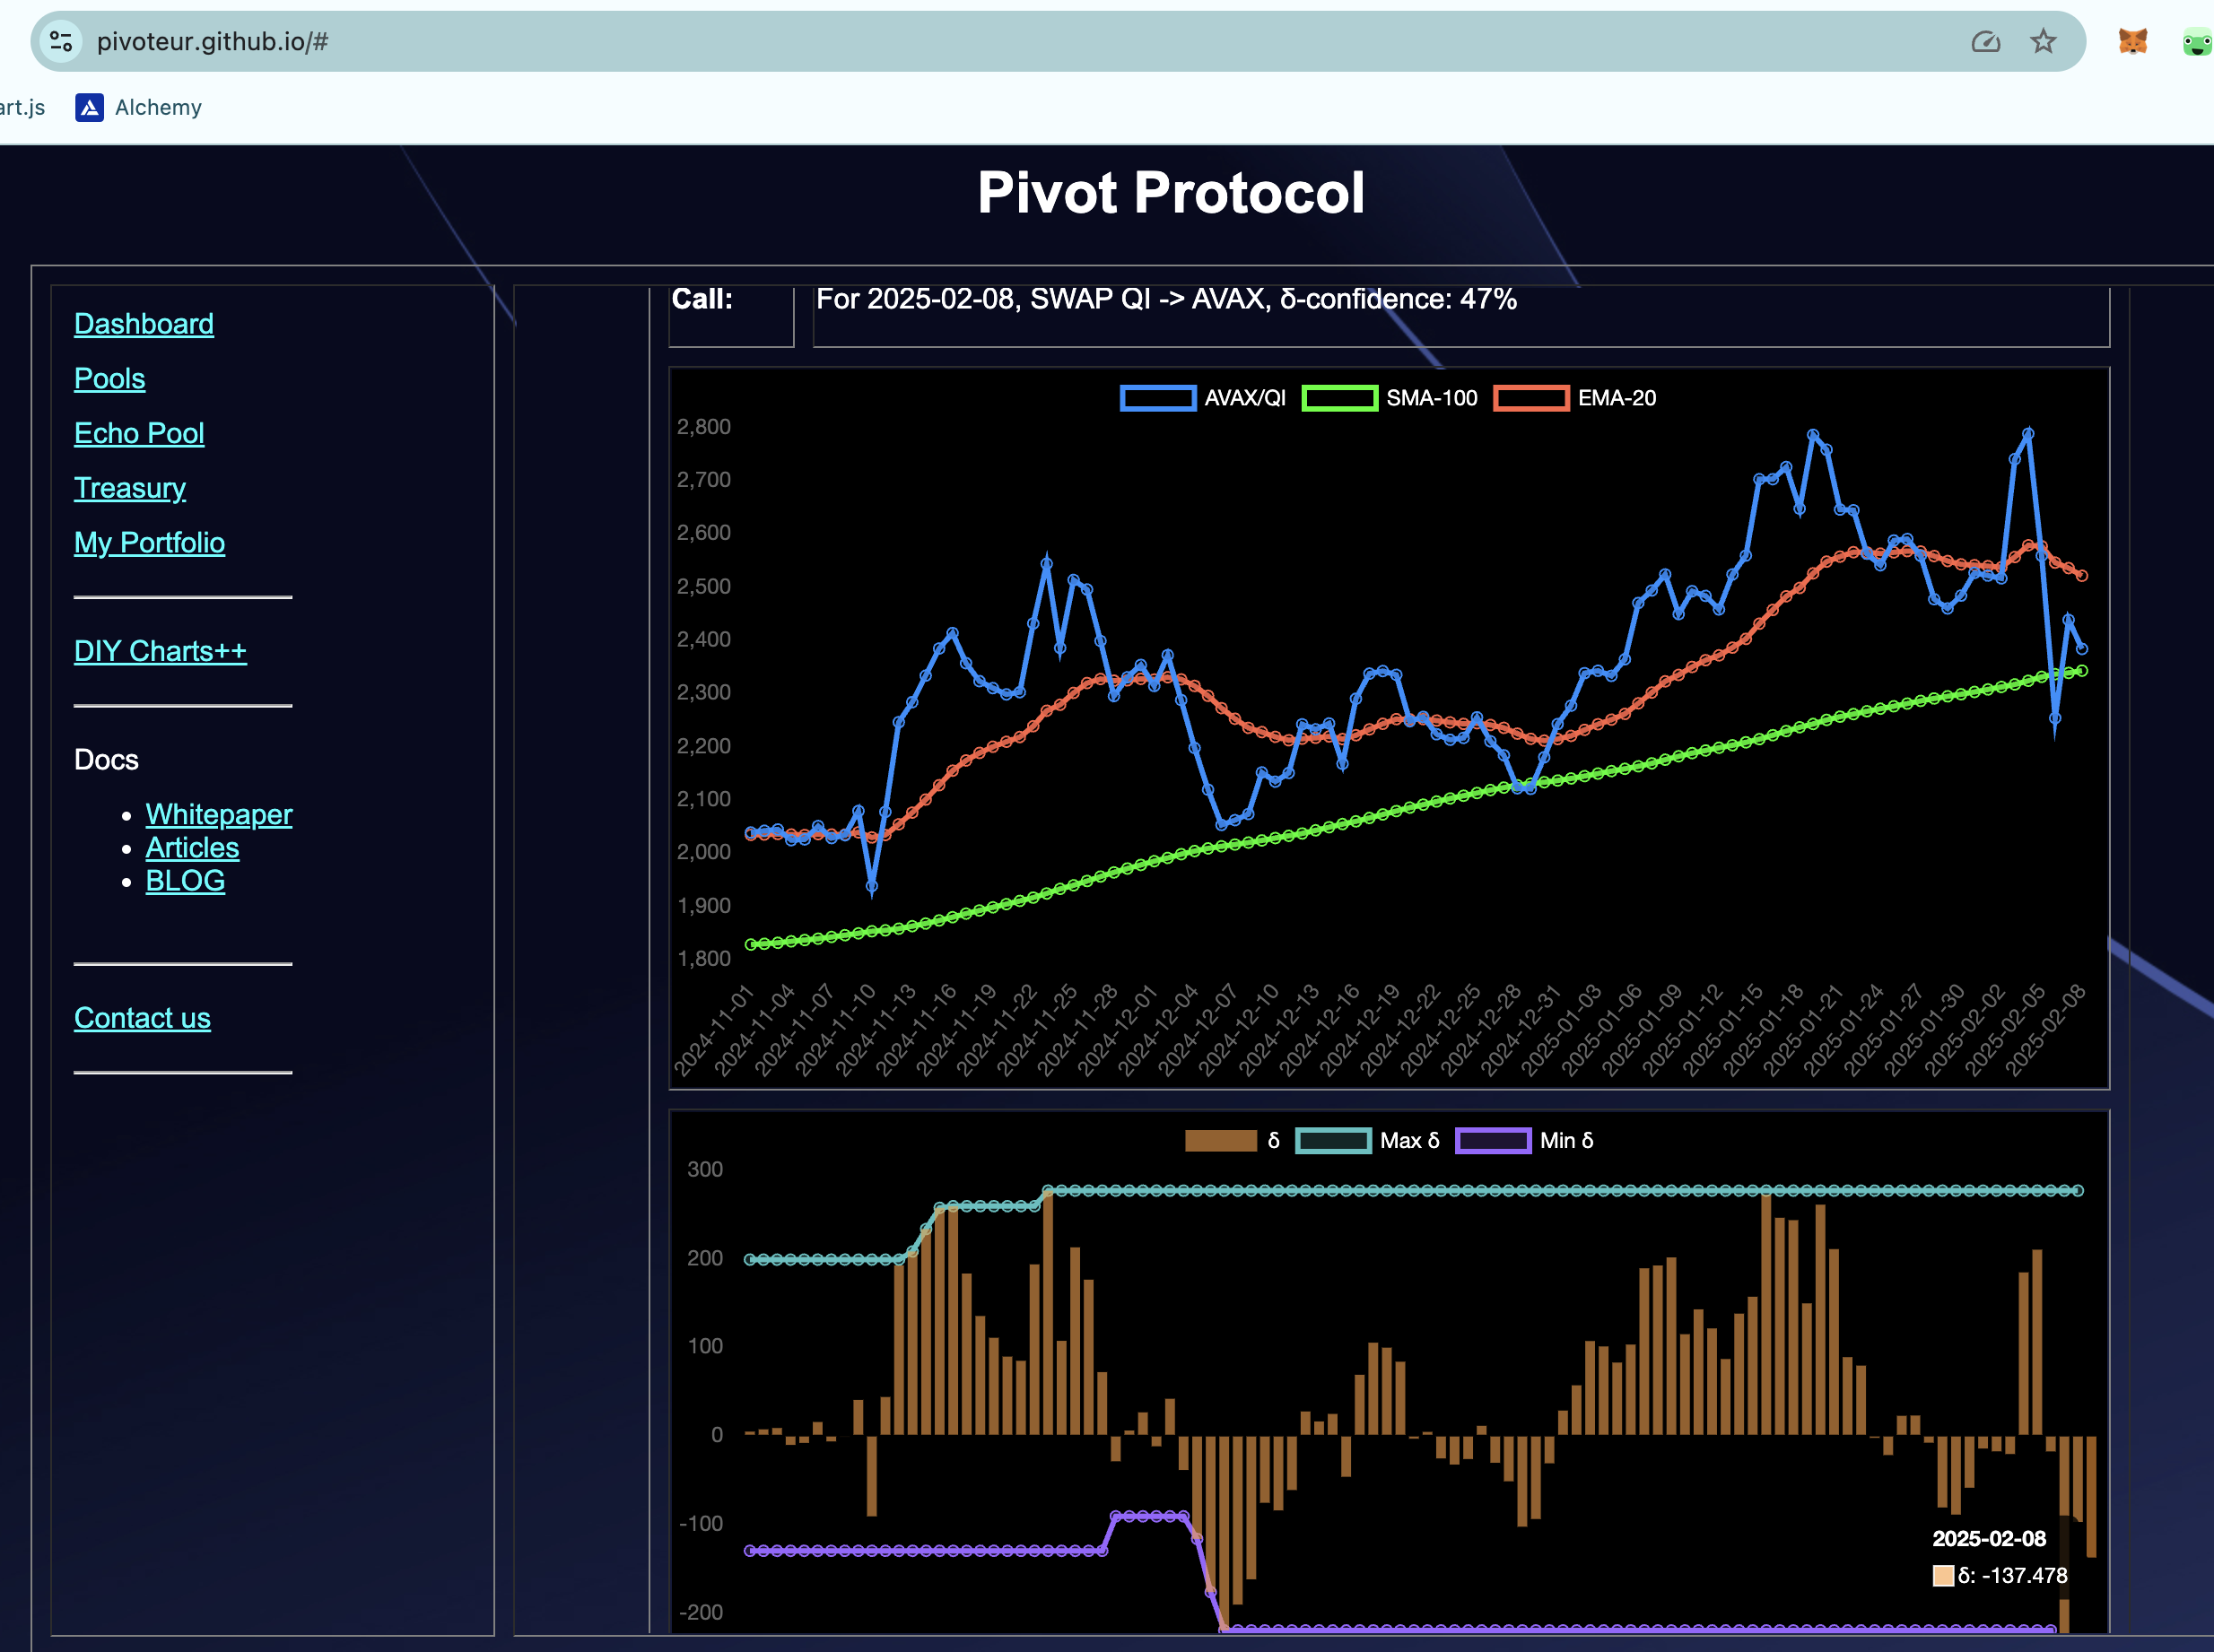 pivoteur.github.io/#
art.js Alchemy
Pivot Protocol
Dashboard
Pools
Echo Pool
Treasury
My Portfolio
DIY Charts++
Docs
Whitepaper
Articles
BLOG
Contact us
Call: For 2025-02-08, SWAP QI -> AVAX, δ-confidence: 47%
AVAX/QI SMA-100 EMA-20
2,800
2,700
2,600
2,500
2,400
2,300
2,200
2,100
2,000
1,900
1,800
2024-11-01 2024-11-04 2024-11-07 2024-11-10 2024-11-13 2024-11-16 2024-11-19 2024-11-22 2024-11-25 2024-11-28 2024-12-01 2024-12-04 2024-12-07 2024-12-10 2024-12-13 2024-12-16 2024-12-19 2024-12-22 2024-12-25 2024-12-28 2024-12-31 2025-01-03 2025-01-06 2025-01-09 2025-01-12 2025-01-15 2025-01-18 2025-01-21 2025-01-24 2025-01-27 2025-01-30 2025-02-02 2025-02-05 2025-02-08
δ Max δ Min δ
300
200
100
0
-100
-200
2025-02-08
δ: -137.478